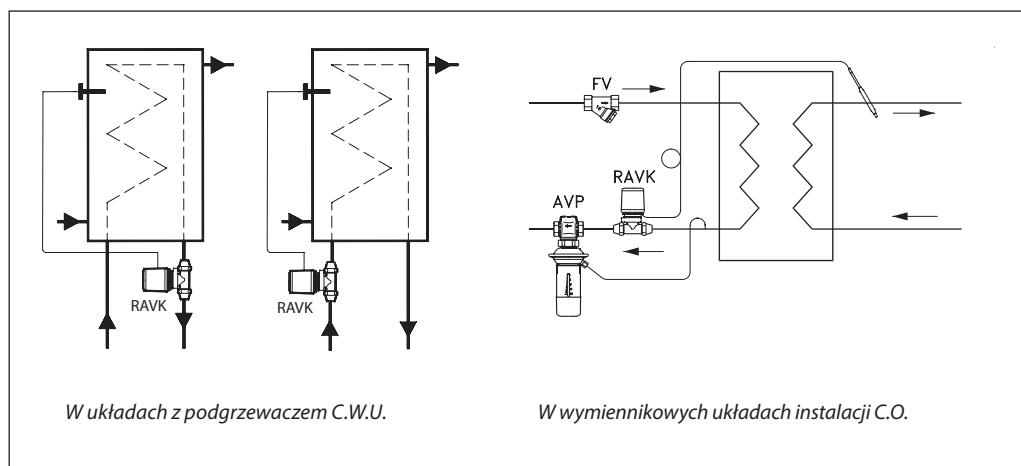 RAVK
RAVK
W układach z podgrzewaczem C.W.U.
FV
RAVK
AVP
W wymiennikowych układach instalacji C.O.